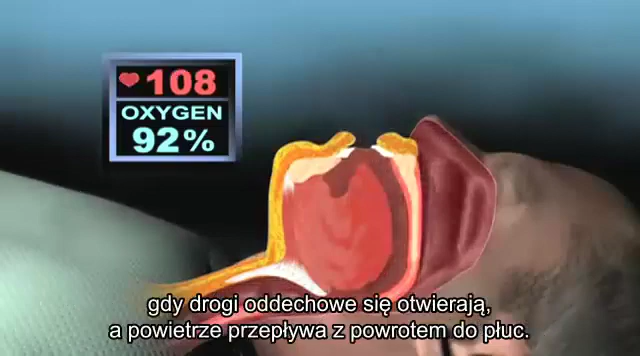 108
OXYGEN
92%
gdy drogi oddechowe się otwierają,
a powietrze przepływa z powrotem do płuc.